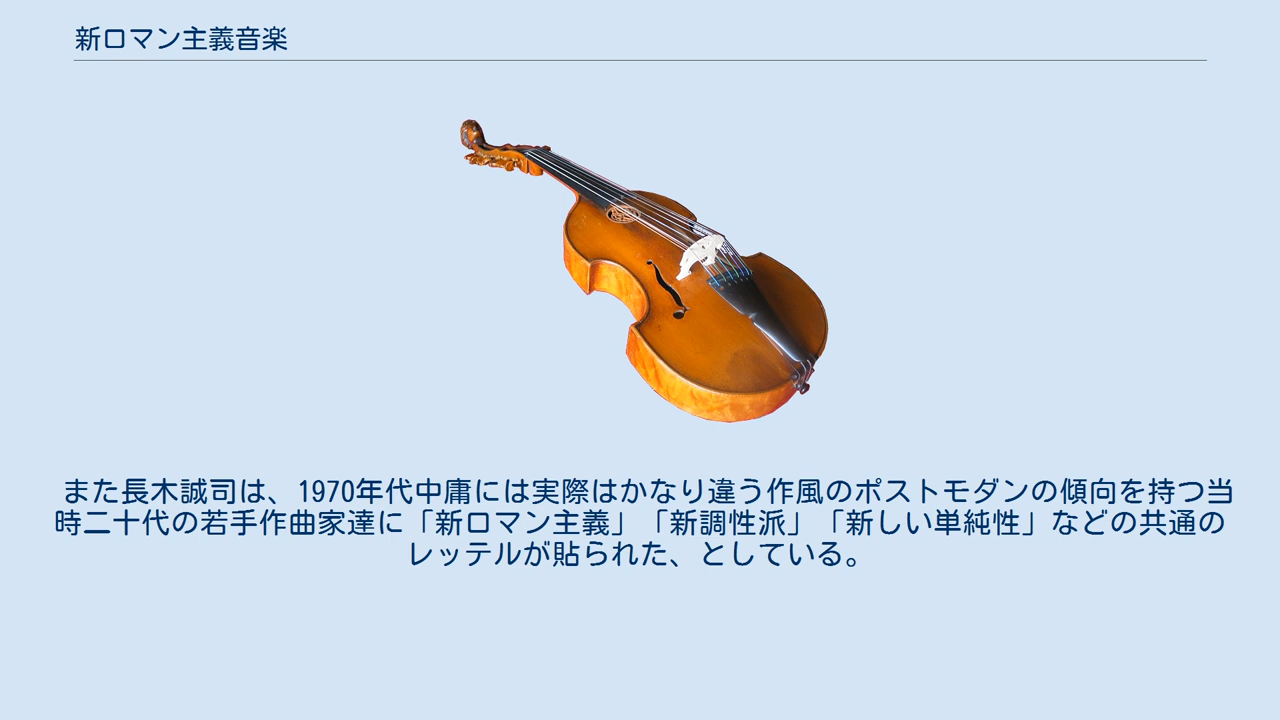 新ロマン主義音楽
また長木誠司は、1970年代中庸には実際はかなり違う作風のポストモダンの傾向を持つ当
時二十代の若手作曲家達に「新ロマン主義」「新調性派」「新しい単純性」などの共通の
レッテルが貼られた、としている。